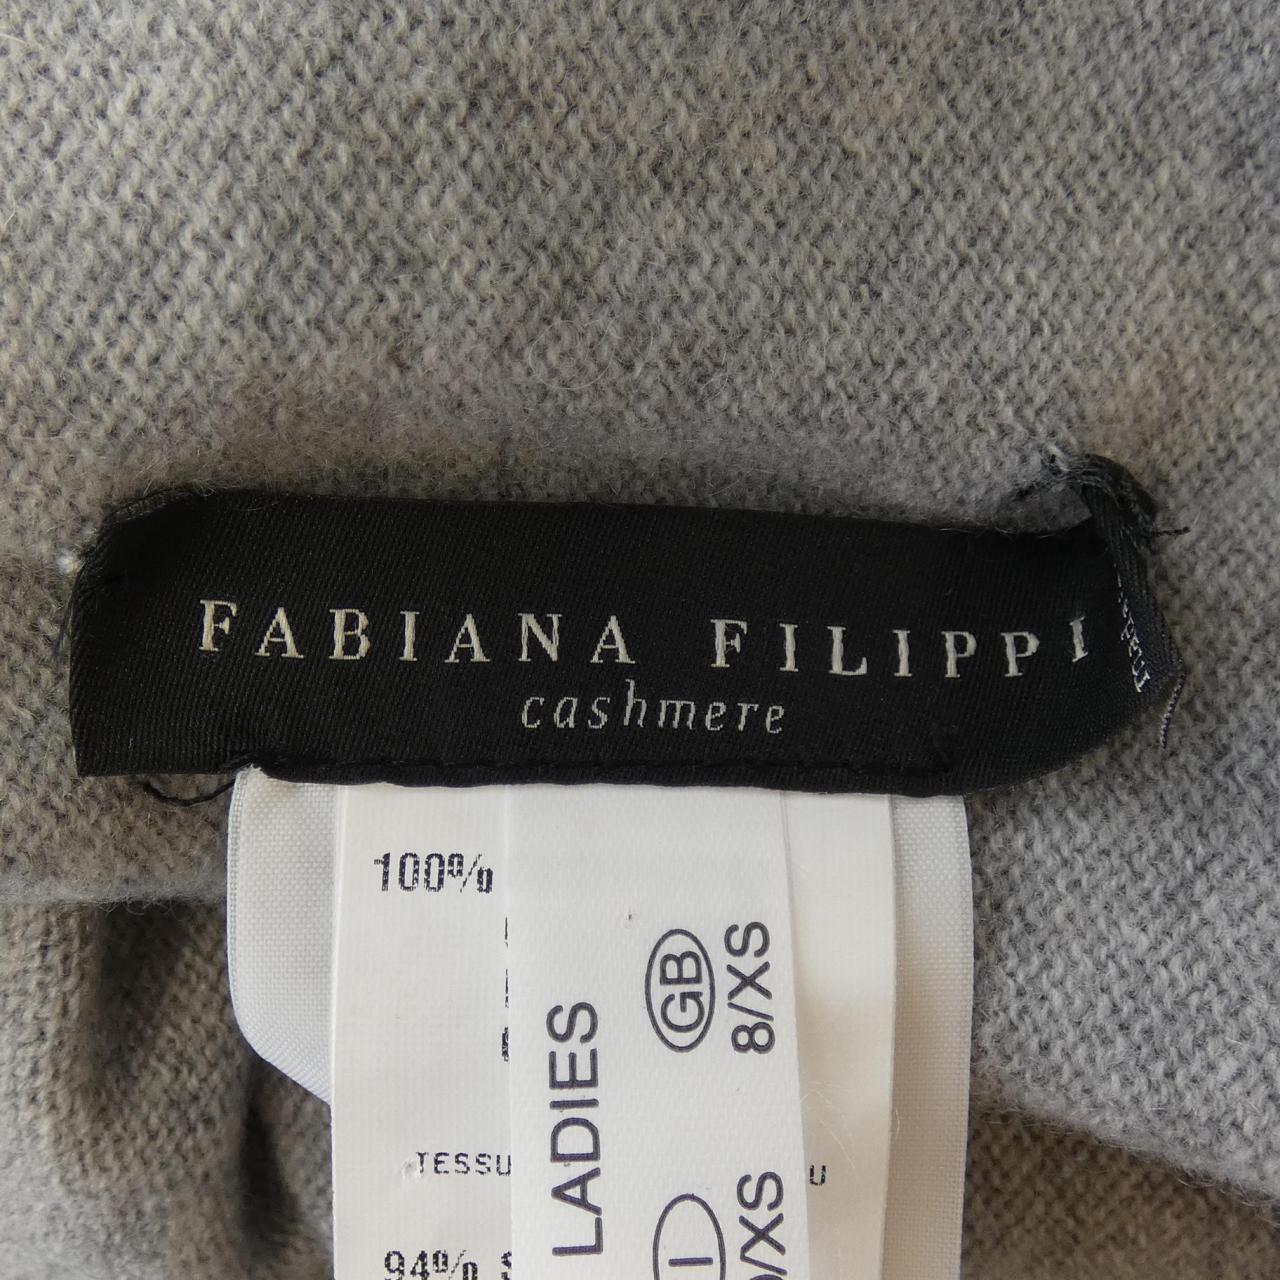 FABIANA FILIPPI
cashmere
100%
LADIES
GB
8/XS
I
94%